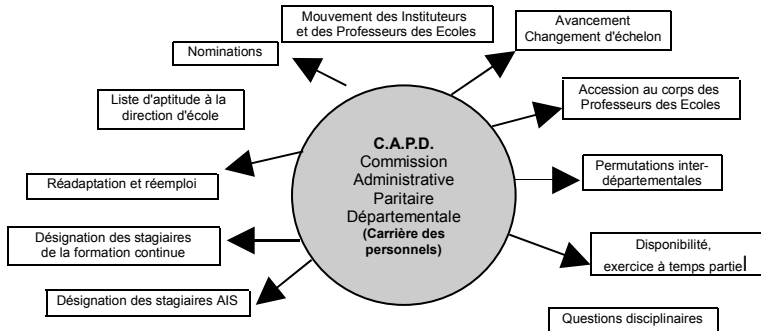 Mouvement des Instituteurs
et des Professeurs des Ecoles
Avancement
Changement d'échelon
Nominations
Accession au corps des
Professeurs des Ecoles
Liste d'aptitude à la
direction d'école
C.A.P.D.
Commission
Administrative
Paritaire
Départementale
(Carrière des
personnels)
Permutations inter-
départementales
Réadaptation et réemploi
Désignation des stagiaires
de la formation continue
Disponibilité,
exercice à temps partiel
Désignation des stagiaires AIS
Questions disciplinaires